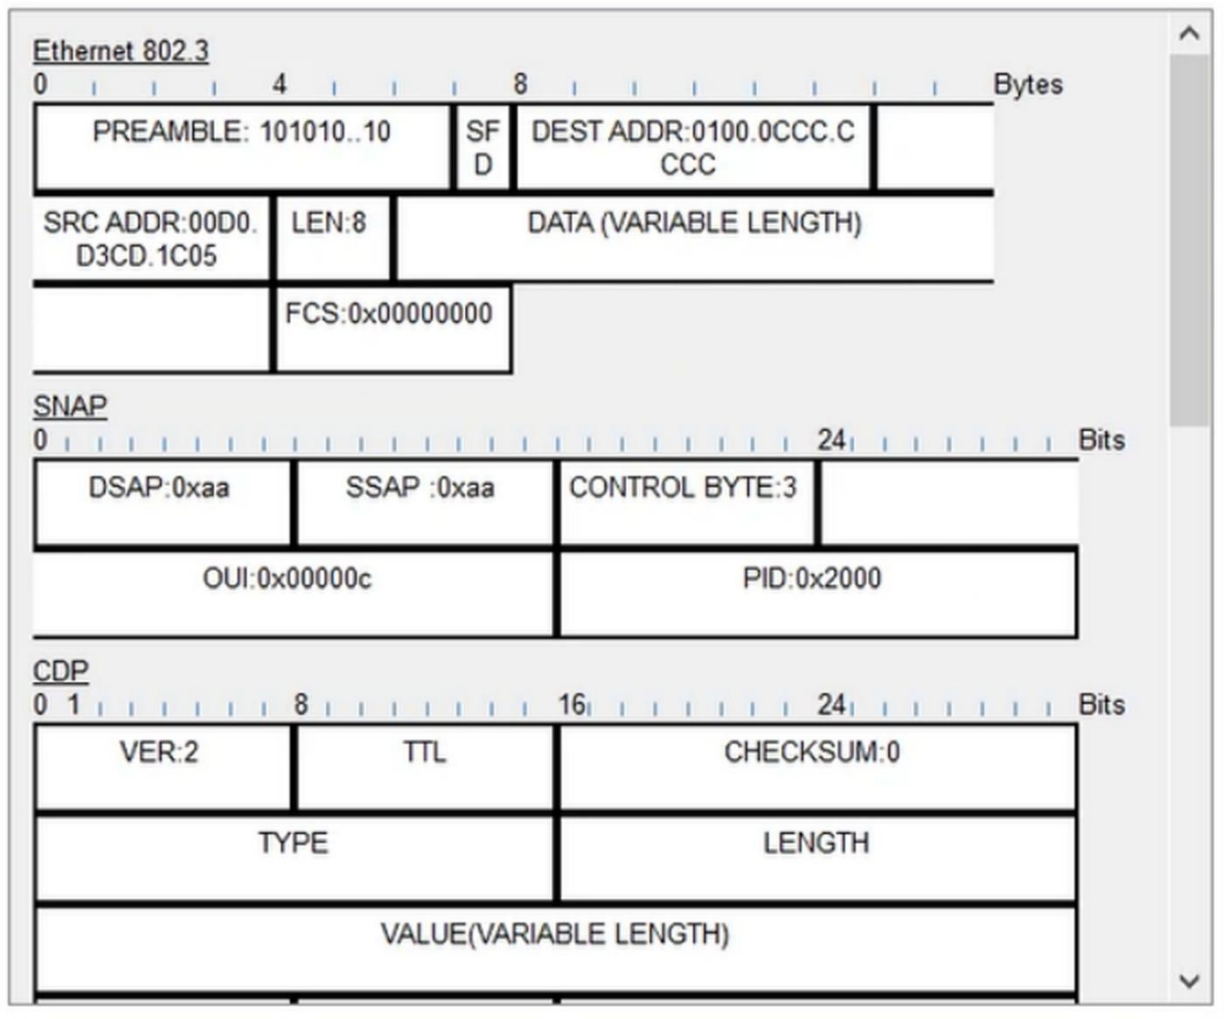 Ethernet 802.3
0 4 8 Bytes
PREAMBLE: 101010..10
SF
D
DEST ADDR:0100.0CCC.C
CCC
SRC ADDR:00D0.
D3CD.1C05
LEN:8
DATA (VARIABLE LENGTH)
FCS:0x00000000
SNAP
0 24 Bits
DSAP:0xaa
SSAP :0xaa
CONTROL BYTE:3
OUI:0x00000c
PID:0x2000
CDP
0 1 8 16 24 Bits
VER:2
TTL
CHECKSUM:0
TYPE
LENGTH
VALUE(VARIABLE LENGTH)